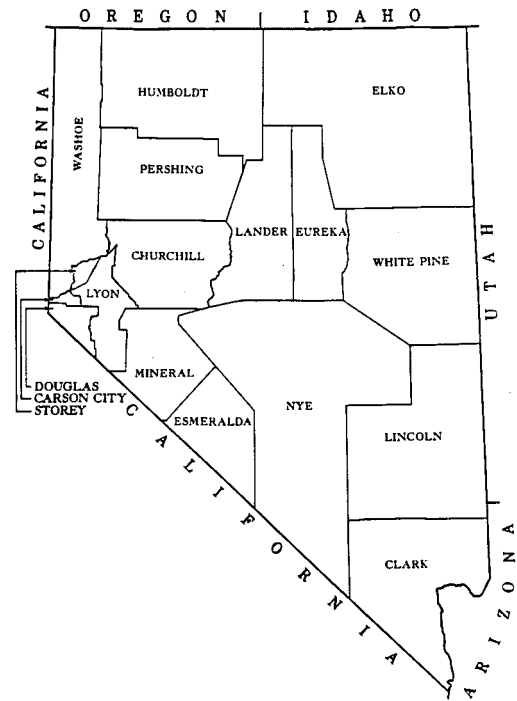 OREGON
IDAHO
CALIFORNIA
WASHOE
HUMBOLDT
ELKO
PERSHING
LANDER
EUREKA
CHURCHILL
WHITE PINE
UTAH
LYON
MINERAL
DOUGLAS
CARSON CITY
STOREY
ESMERALDA
NYE
LINCOLN
CALIFORNIA
CLARK
ARIZONA